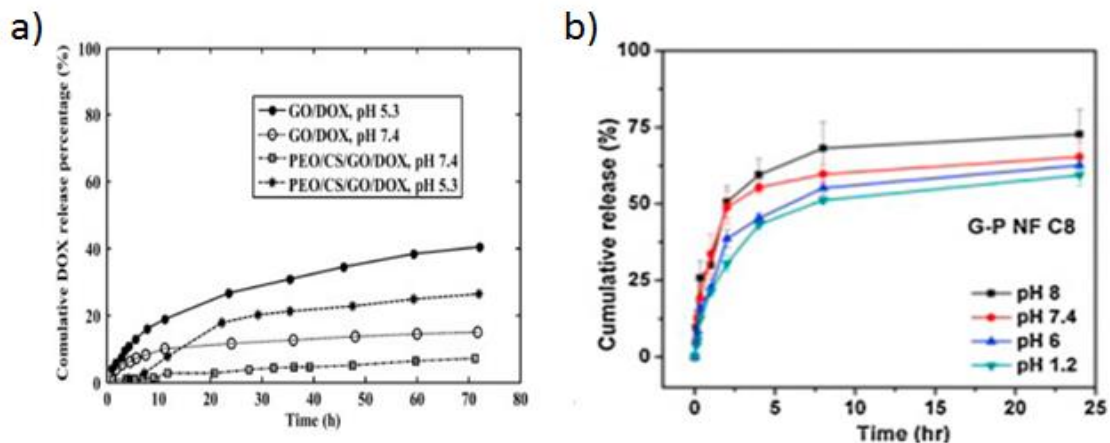 a)
Comulative DOX release percentage (%)
100
80
60
40
20
0
GO/DOX, pH 5.3
GO/DOX, pH 7.4
PEO/CS/GO/DOX, pH 7.4
PEO/CS/GO/DOX, pH 5.3
0 10 20 30 40 50 60 70 80
Time (h)
b)
Cumulative release (%)
100
75
50
25
0
G-P NF C8
pH 8
pH 7.4
pH 6
pH 1.2
0 5 10 15 20 25
Time (hr)